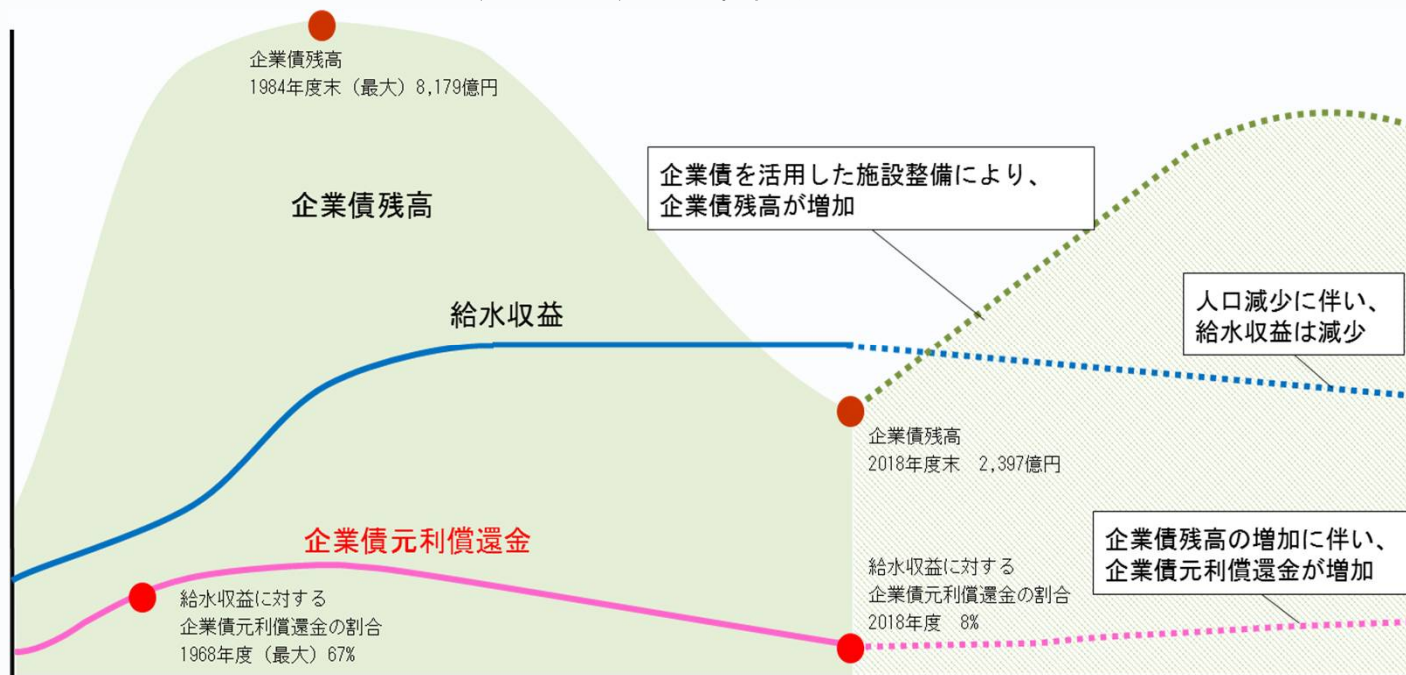 企業債残高
1984年度末（最大）8,179億円
企業債残高
企業債を活用した施設整備により、
企業債残高が増加
給水収益
人口減少に伴い、
給水収益は減少
企業債残高
2018年度末　2,397億円
企業債元利償還金
給水収益に対する
企業債元利償還金の割合
1968年度（最大）67%
給水収益に対する
企業債元利償還金の割合
2018年度　8%
企業債残高の増加に伴い、
企業債元利償還金が増加